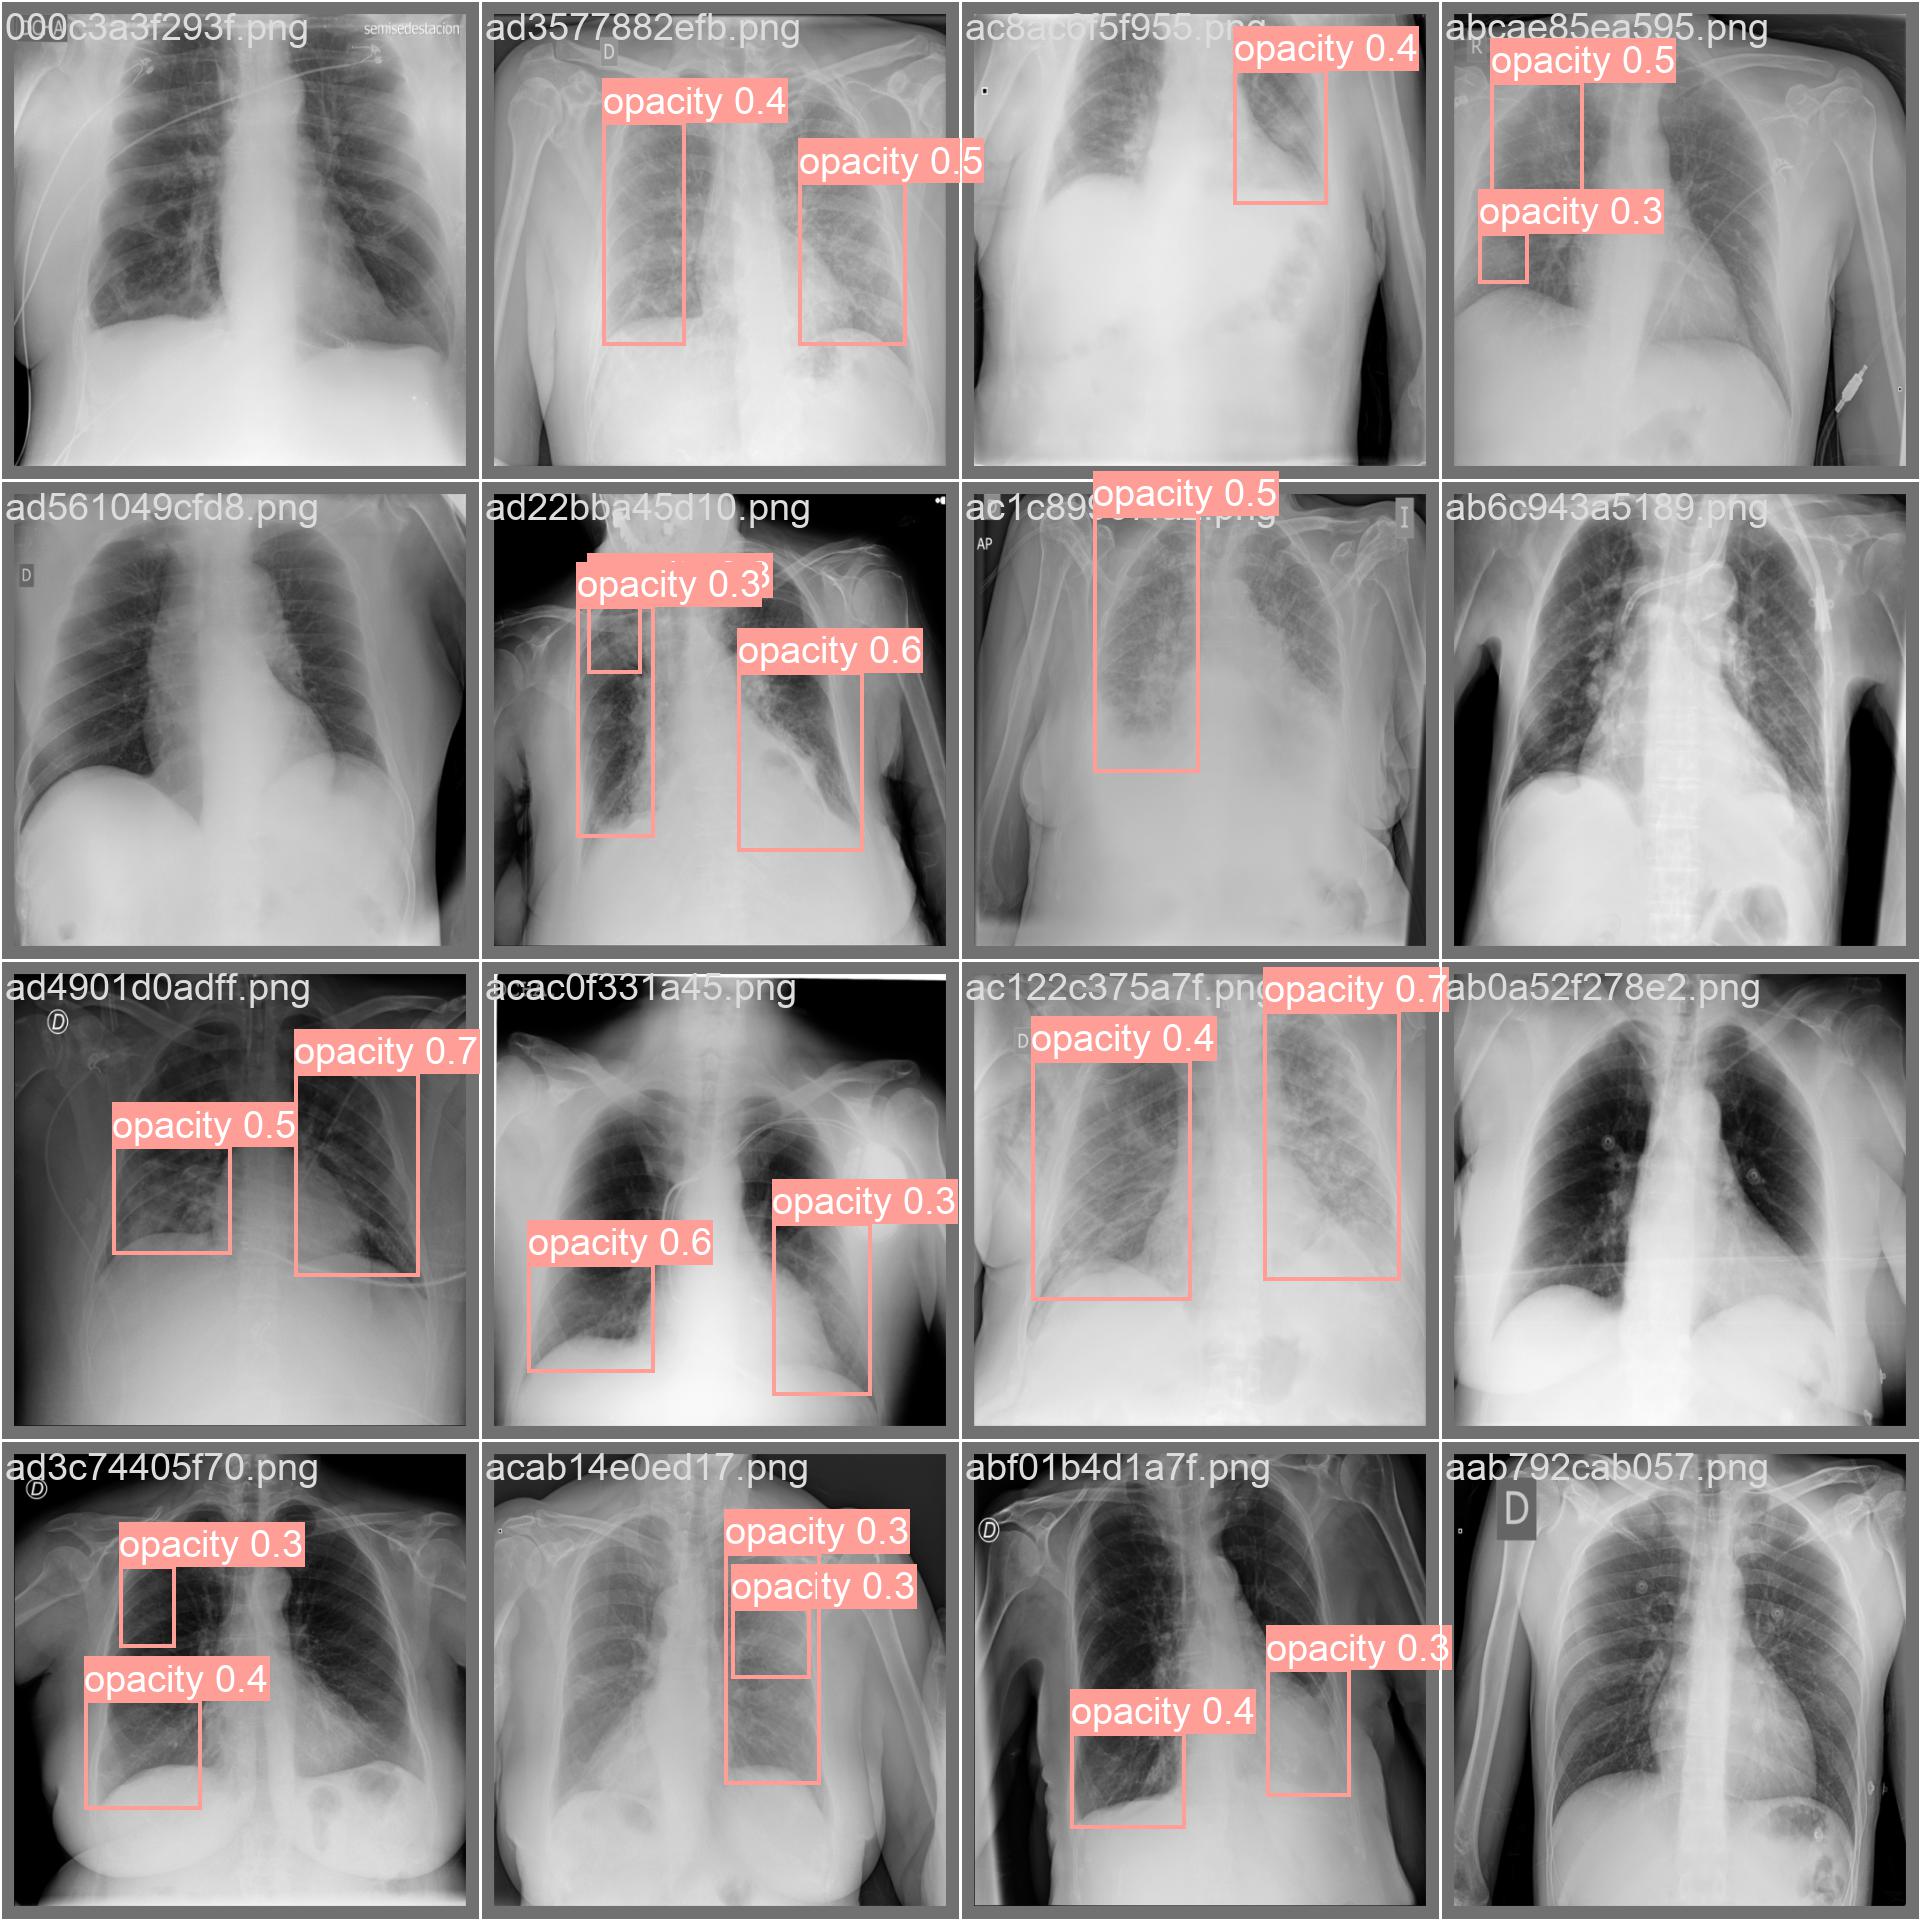 000c3a3f293f.png
semisedestacion
ad3577882efb.png
D
opacity 0.4
opacity 0.5
ac8ac6f5f955.png
opacity 0.4
abcae85ea595.png
R
opacity 0.5
opacity 0.3
ad561049cfd8.png
D
ad22bba45d10.png
opacity 0.3
opacity 0.6
opacity 0.5
I
AP
ab6c943a5189.png
ad4901d0adff.png
D
opacity 0.7
opacity 0.5
acac0f331a45.png
opacity 0.3
opacity 0.6
ac122c375a7f.png
opacity 0.7
D
opacity 0.4
ab0a52f278e2.png
ad3c74405f70.png
D
opacity 0.3
opacity 0.4
acab14e0ed17.png
opacity 0.3
opacity 0.3
abf01b4d1a7f.png
D
opacity 0.3
opacity 0.4
aab792cab057.png
D